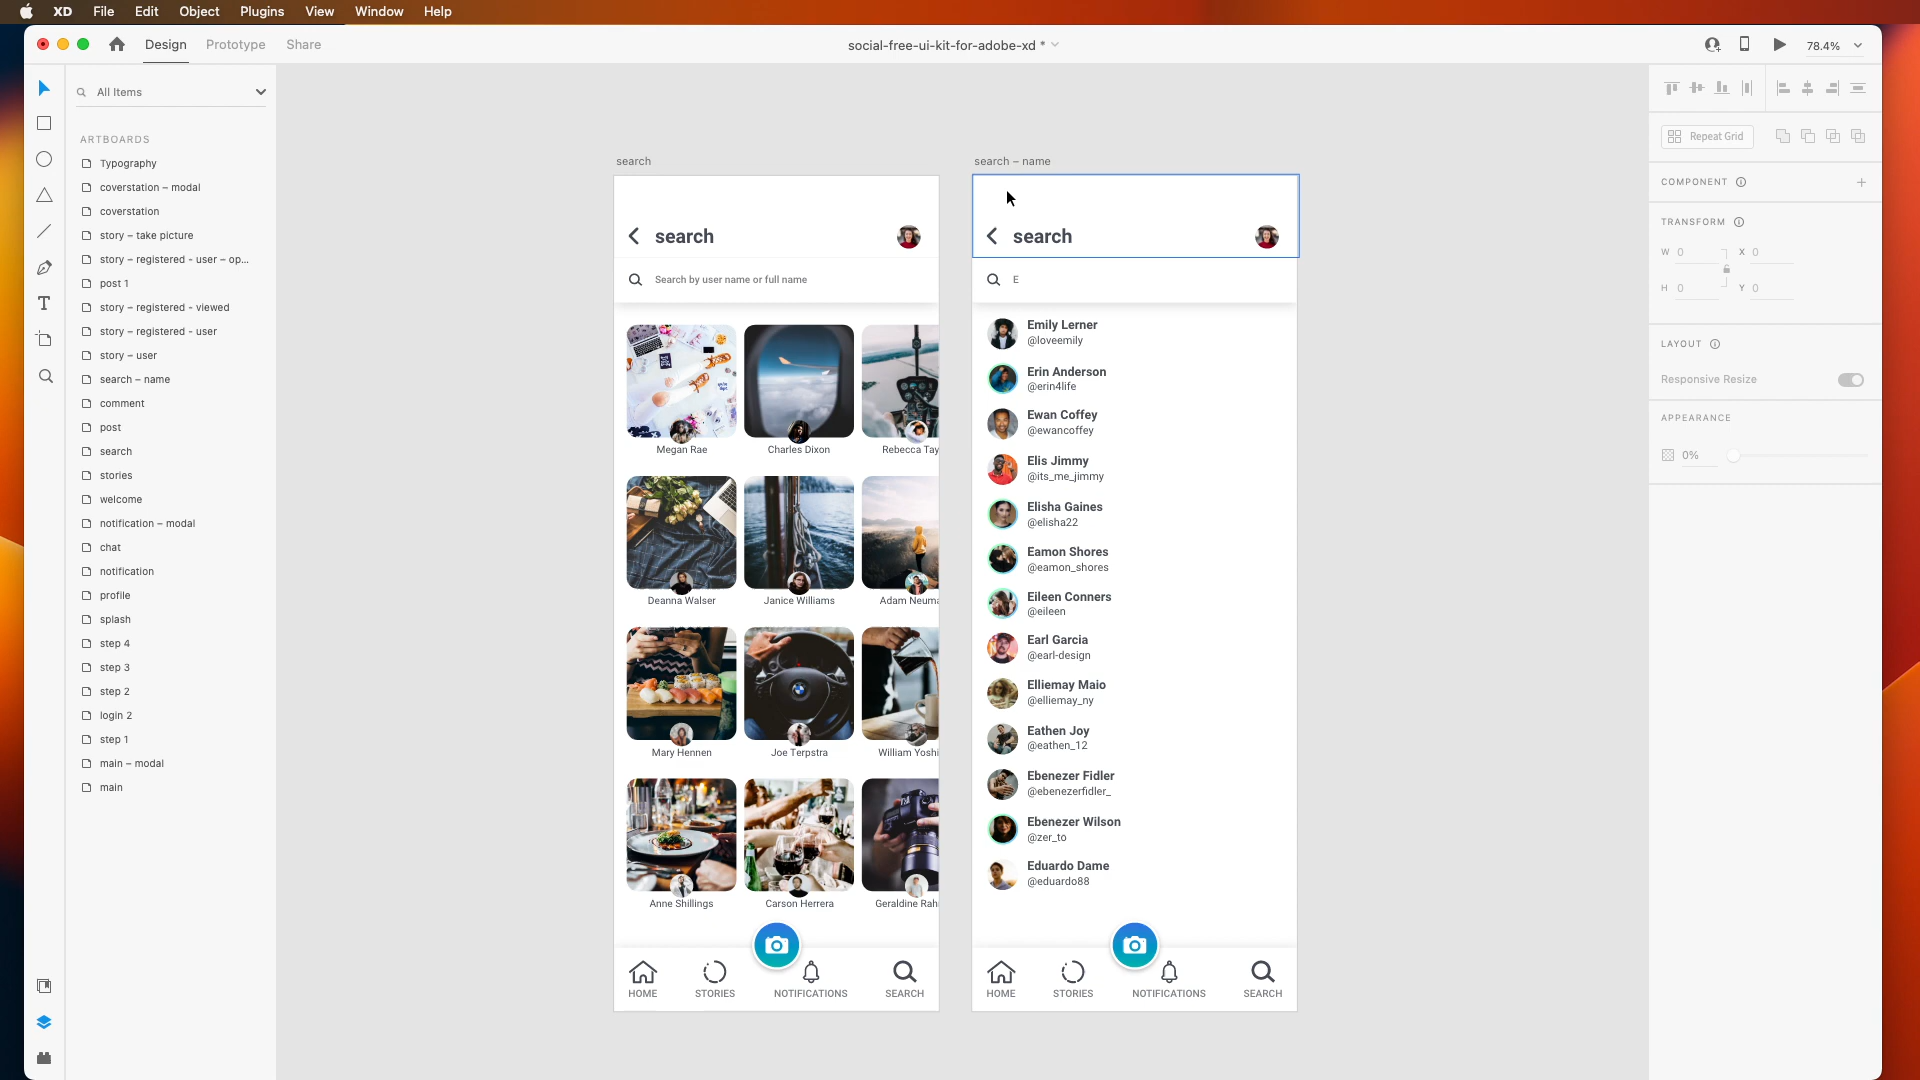 XD File Edit Object Plugins View Window Help
Design Prototype Share
social-free-ui-kit-for-adobe-xd *
78.4%
All Items
ARTBOARDS
Typography
coverstation – modal
coverstation
story – take picture
story – registered - user – op...
post 1
story – registered - viewed
story – registered - user
story – user
search – name
comment
post
search
stories
welcome
notification – modal
chat
notification
profile
splash
step 4
step 3
step 2
login 2
step 1
main – modal
main
search
search
Search by user name or full name
Megan Rae
Charles Dixon
Rebecca Tay
Deanna Walser
Janice Williams
Adam Neuma
Mary Hennen
Joe Terpstra
William Yoshi
Anne Shillings
Carson Herrera
Geraldine Rah
HOME
STORIES
NOTIFICATIONS
SEARCH
search – name
search
E
Emily Lerner
@loveemily
Erin Anderson
@erin4life
Ewan Coffey
@ewancoffey
Elis Jimmy
@its_me_jimmy
Elisha Gaines
@elisha22
Eamon Shores
@eamon_shores
Eileen Conners
@eileen
Earl Garcia
@earl-design
Elliemay Maio
@elliemay_ny
Eathen Joy
@eathen_12
Ebenezer Fidler
@ebenezerfidler_
Ebenezer Wilson
@zer_to
Eduardo Dame
@eduardo88
HOME
STORIES
NOTIFICATIONS
SEARCH
Repeat Grid
COMPONENT
TRANSFORM
W 0
X 0
H 0
Y 0
LAYOUT
Responsive Resize
APPEARANCE
0%